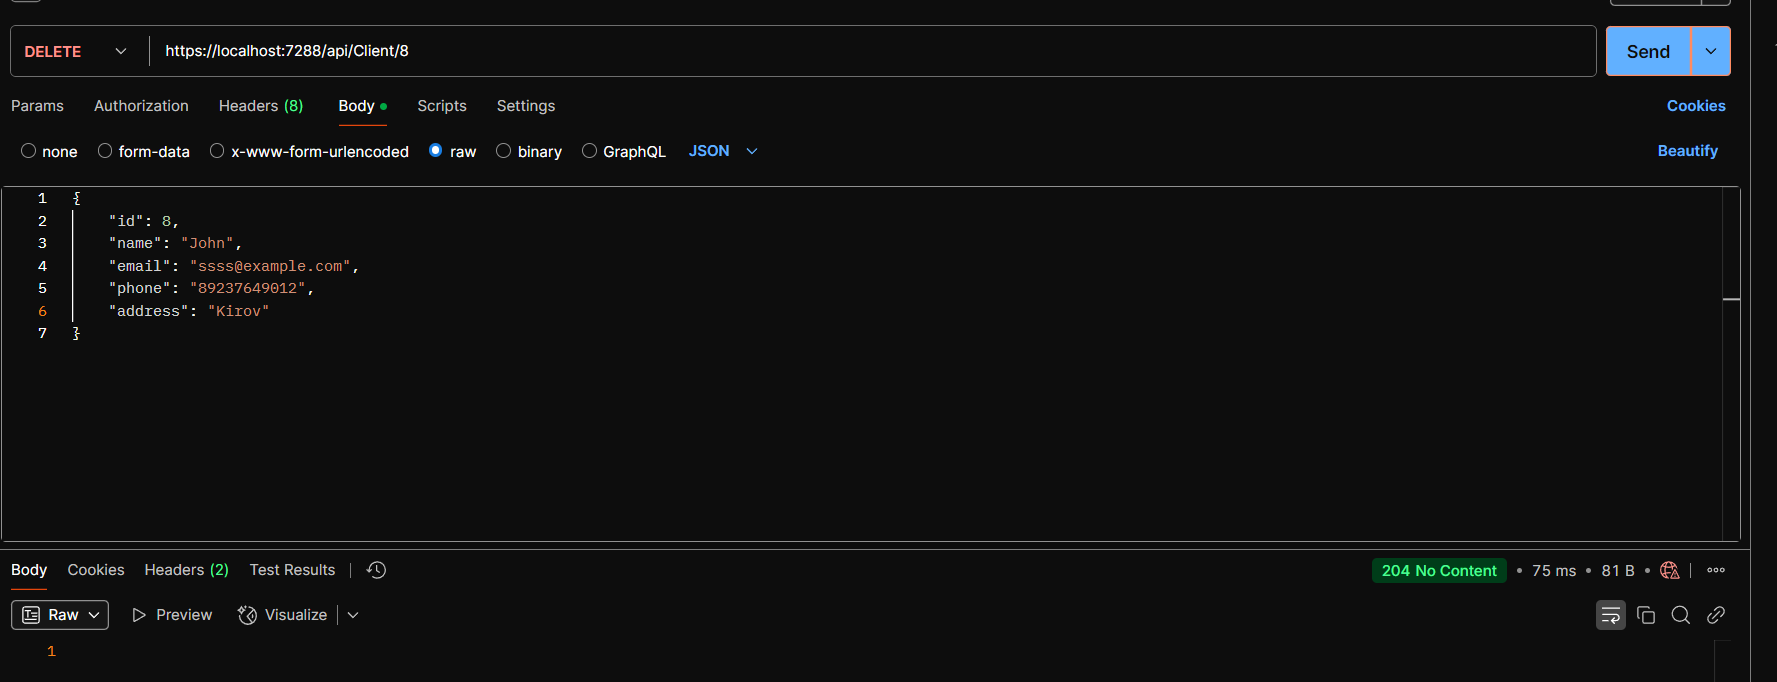 DELETE https://localhost:7288/api/Client/8 Send
Params Authorization Headers (8) Body Scripts Settings Cookies
none form-data x-www-form-urlencoded raw binary GraphQL JSON Beautify
1 {
2 "id": 8,
3 "name": "John",
4 "email": "ssss@example.com",
5 "phone": "89237649012",
6 "address": "Kirov"
7 }
Body Cookies Headers (2) Test Results 204 No Content • 75 ms • 81 B •
Raw Preview Visualize
1